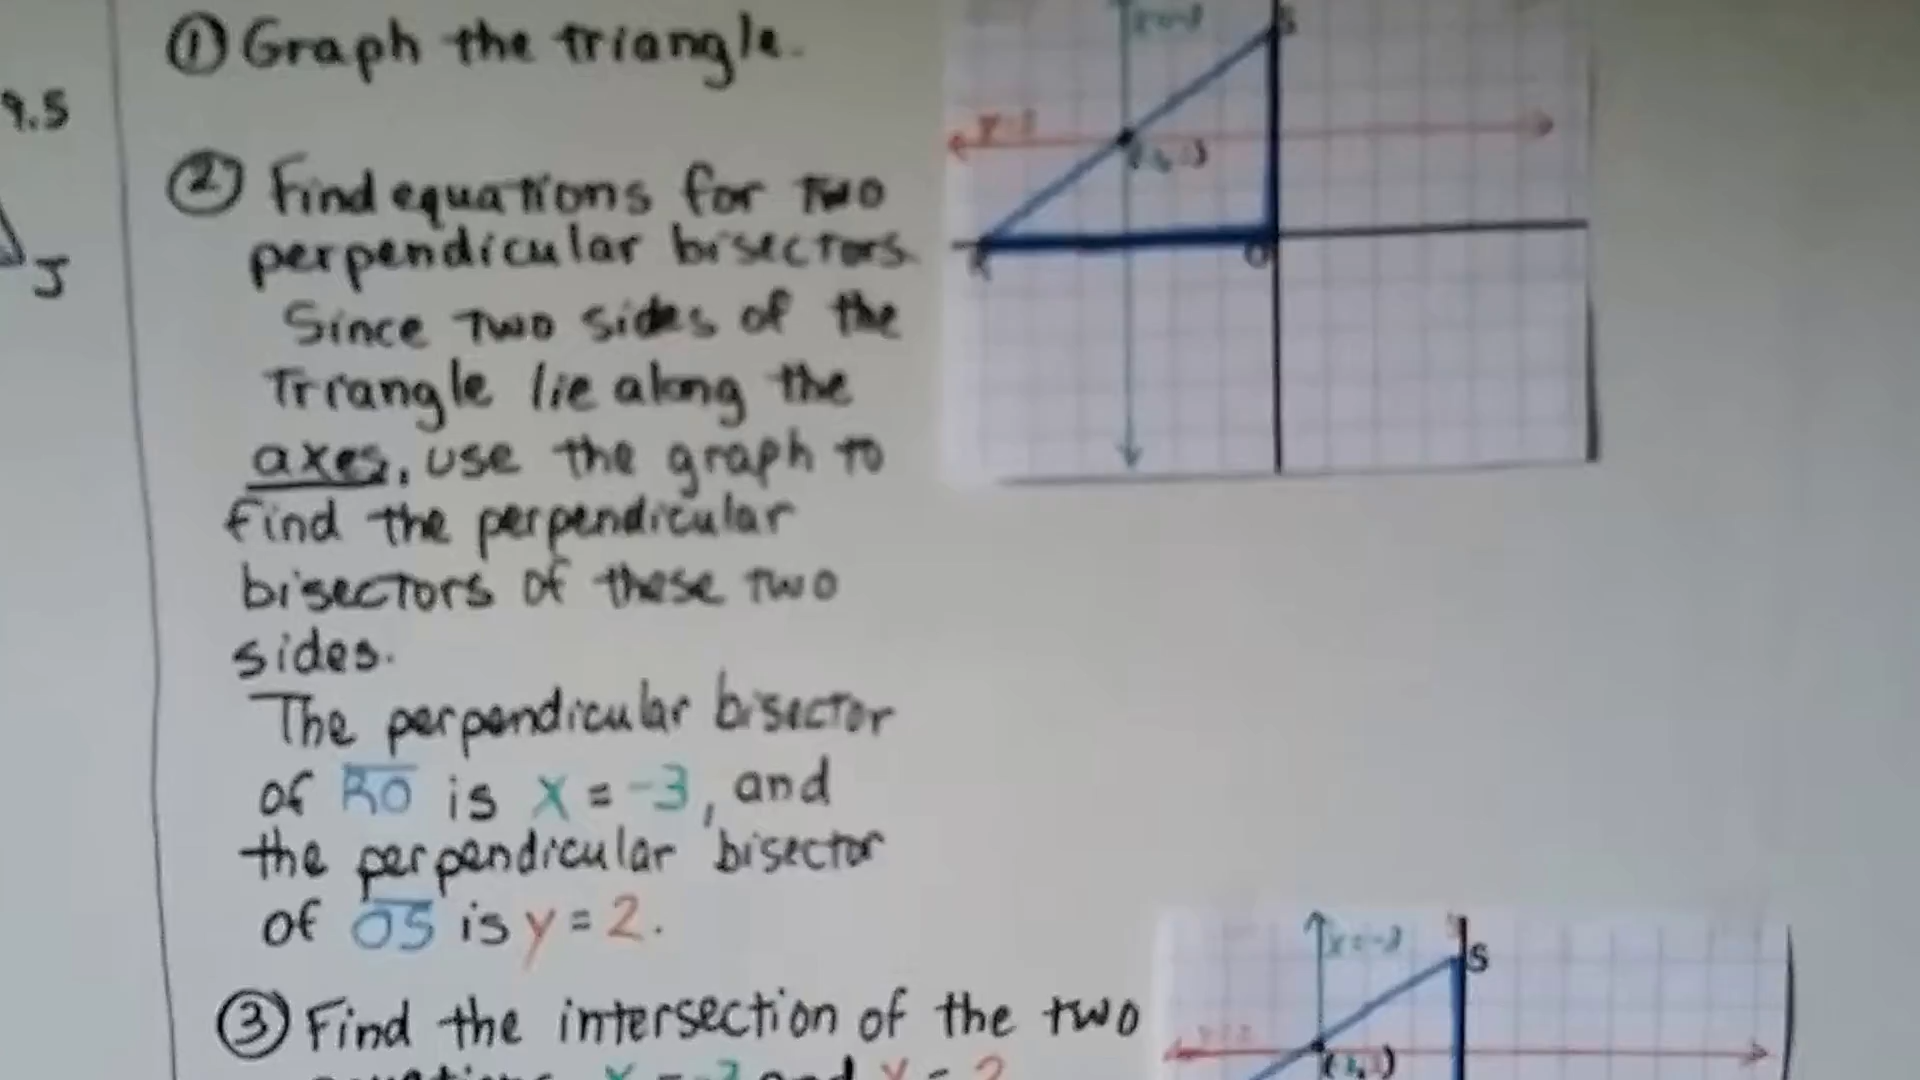 ① Graph the triangle.
9.5
② Find equations for two
perpendicular bisectors.
J
Since two sides of the
Triangle lie along the
axes, use the graph to
find the perpendicular
bisectors of these two
sides.
The perpendicular bisector
of RO is x = -3, and
the perpendicular bisector
of OS is y = 2.
S
③ Find the intersection of the two